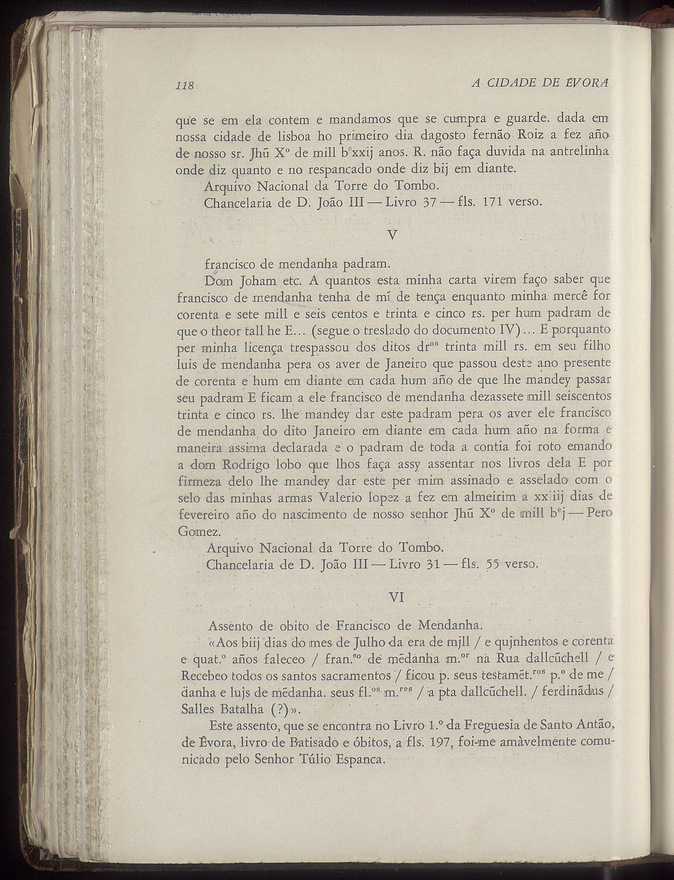 118 A CIDADE DE ÉVORA
que se em ela contem e mandamos que se cumpra e guarde. dada em
nossa cidade de lisboa ho primeiro dia dagosto fernão Roiz a fez año
de nosso sr. Jhũ Xº de mill bᶜxxij anos. R. não faça duvida na antrelinha
onde diz quanto e no respancado onde diz bij em diante.
Arquivo Nacional da Torre do Tombo.
Chancelaria de D. João III — Livro 37 — fls. 171 verso.
V
francisco de mendanha padram.
Dom Joham etc. A quantos esta minha carta virem faço saber que
francisco de mendanha tenha de mĩ de tença enquanto minha mercê for
corenta e sete mill e seis centos e trinta e cinco rs. per hum padram de
que o theor tall he E... (segue o treslado do documento IV)... E porquanto
per minha licença trespassou dos ditos drᵒˢ trinta mill rs. em seu filho
luis de mendanha pera os aver de Janeiro que passou deste ano presente
de corenta e hum em diante em cada hum año de que lhe mandey passar
seu padram E ficam a ele francisco de mendanha dezassete mill seiscentos
trinta e cinco rs. lhe mandey dar este padram pera os aver ele francisco
de mendanha do dito Janeiro em diante em cada hum año na forma e
maneira assima declarada e o padram de toda a contia foi roto emando
a dom Rodrigo lobo que lhos faça assy assentar nos livros dela E por
firmeza delo lhe mandey dar este per mim assinado e asselado com o
selo das minhas armas Valerio lopez a fez em almeirim a xxiiij dias de
fevereiro año do nascimento de nosso senhor Jhũ Xº de mill bᶜj — Pero
Gomez.
Arquivo Nacional da Torre do Tombo.
Chancelaria de D. João III — Livro 31 — fls. 55 verso.
VI
Assento de obito de Francisco de Mendanha.
«Aos biij dias do mes de Julho da era de mjll / e qujnhentos e corenta
e quat.º años faleceo / fran.ᶜᵒ de mẽdanha m.ᵒʳ na Rua dallcũchell / e
Recebeo todos os santos sacramentos / ficou p. seus testamẽt.ʳᵒˢ p.º de me /
danha e lujs de mẽdanha. seus fl.ᵒˢ m.ʳᵉˢ / a pta dallcũchell. / ferdinãdus /
Salles Batalha (?)».
Este assento, que se encontra no Livro 1.º da Freguesia de Santo Antão,
de Évora, livro de Batisado e óbitos, a fls. 197, foi-me amàvelmente comu-
nicado pelo Senhor Túlio Espanca.